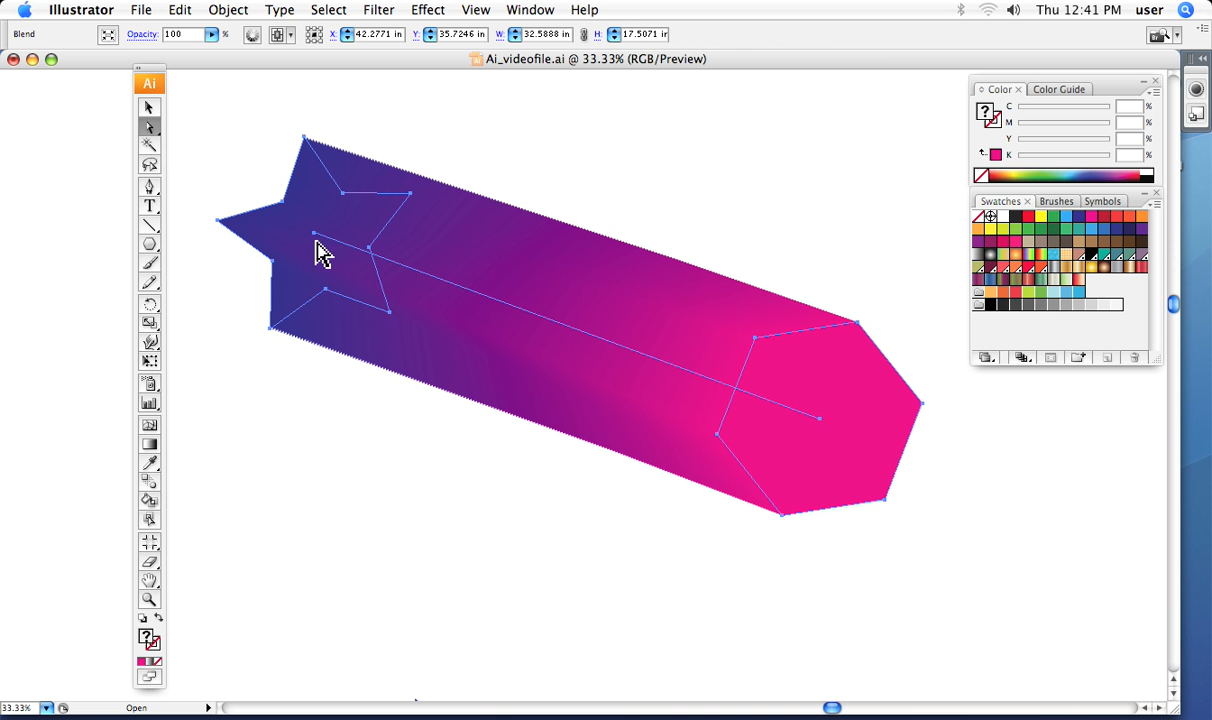 Illustrator File Edit Object Type Select Filter Effect View Window Help Thu 12:41 PM user
Blend Opacity: 100 % X: 42.2771 in Y: 35.7246 in W: 32.5888 in H: 17.5071 ir
Ai_videofile.ai @ 33.33% (RGB/Preview)
Ai
Color × Color Guide
C %
M %
Y %
K %
Swatches × Brushes Symbols
T
33.33% Open